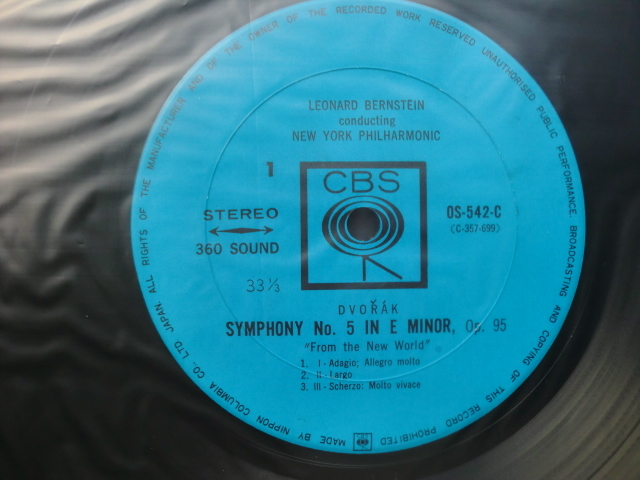 ALL RIGHTS OF THE MANUFACTURER AND OF THE OWNER OF THE RECORDED WORK RESERVED UNAUTHORISED PUBLIC PERFORMANCE. BROADCASTING AND COPYING OF THIS RECORD PROHIBITED
MADE BY NIPPON COLUMBIA CO., LTD JAPAN.
LEONARD BERNSTEIN
conducting
NEW YORK PHILHARMONIC
1
CBS
STEREO
360 SOUND
33⅓
OS-542-C
(C-357-699)
DVOŘÁK
SYMPHONY No. 5 IN E MINOR, Op. 95
"From the New World"
1. I-Adagio; Allegro molto
2. II-Largo
3. III-Scherzo: Molto vivace